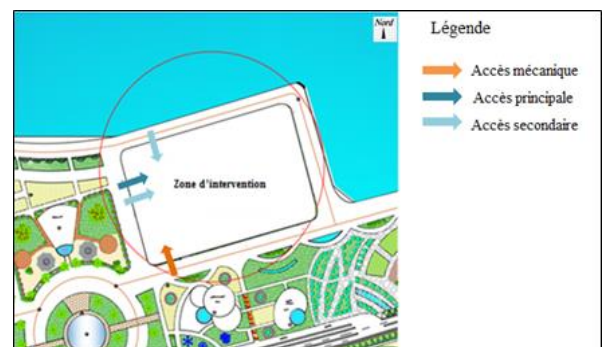 Nord
Légende
Accès mécanique
Accès principale
Accès secondaire
Zone d'intervention